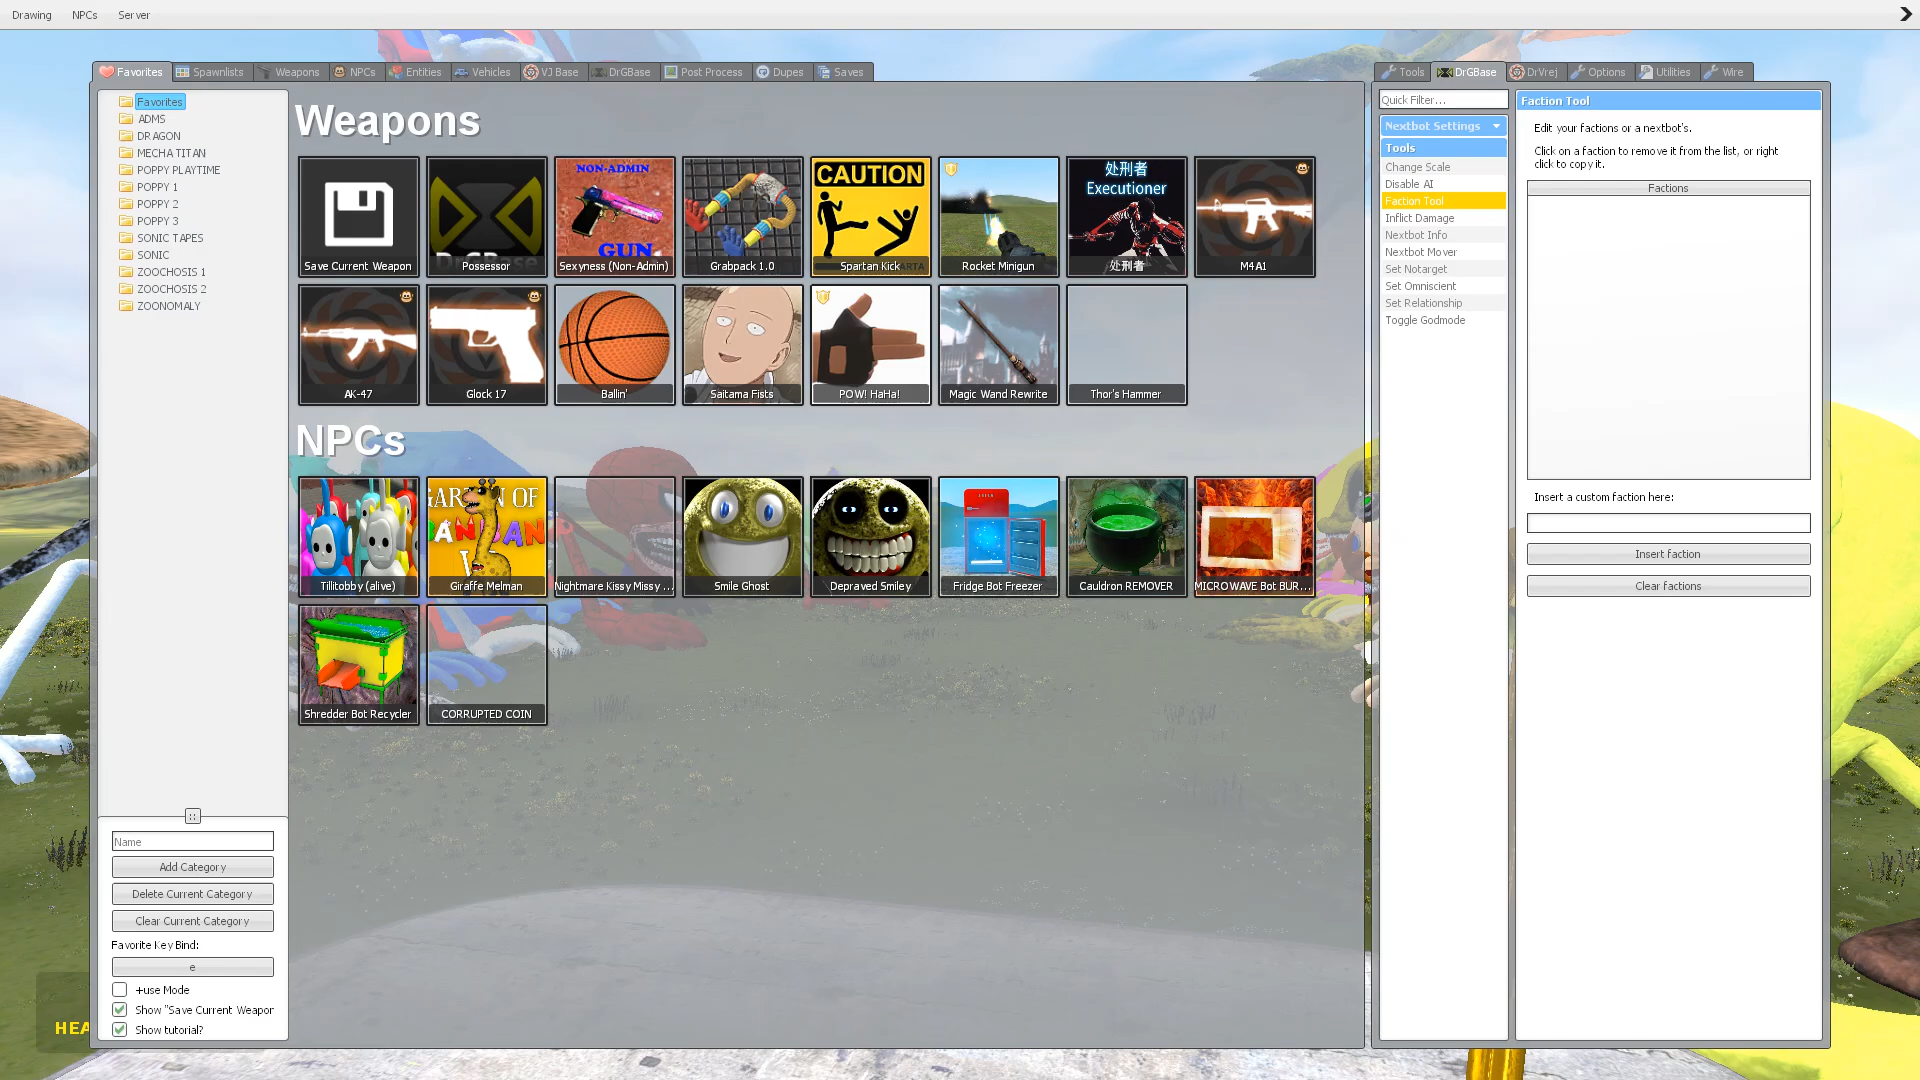 Drawing NPCs Server
Favorites Spawnlists Weapons NPCs Entities Vehicles VJ Base DrGBase Post Process Dupes Saves
Favorites
ADMS
DRAGON
MECHA TITAN
POPPY PLAYTIME
POPPY 1
POPPY 2
POPPY 3
SONIC TAPES
SONIC
ZOOCHOSIS 1
ZOOCHOSIS 2
ZOONOMALY
Name
Add Category
Delete Current Category
Clear Current Category
Favorite Key Bind:
e
+use Mode
Show "Save Current Weapor
Show tutorial?
HEA
Weapons
Save Current Weapon
DrGBase
Possessor
NON-ADMIN
GUN
Sexyness (Non-Admin)
Grabpack 1.0
CAUTION
Spartan Kick
Rocket Minigun
处刑者
Executioner
处刑者
M4A1
AK-47
Glock 17
Ballin'
Saitama Fists
POW! HaHa!
Magic Wand Rewrite
Thor's Hammer
NPCs
Tillitobby (alive)
GARTEN OF
BANBAN
Giraffe Melman
Nightmare Kissy Missy ...
Smile Ghost
Depraved Smiley
Fridge Bot Freezer
Cauldron REMOVER
MICROWAVE Bot BUR...
Shredder Bot Recycler
CORRUPTED COIN
Tools DrGBase DrVrej Options Utilities Wire
Quick Filter...
Nextbot Settings
Tools
Change Scale
Disable AI
Faction Tool
Inflict Damage
Nextbot Info
Nextbot Mover
Set Notarget
Set Omniscient
Set Relationship
Toggle Godmode
Faction Tool
Edit your factions or a nextbot's.
Click on a faction to remove it from the list, or right
click to copy it.
Factions
Insert a custom faction here:
Insert faction
Clear factions